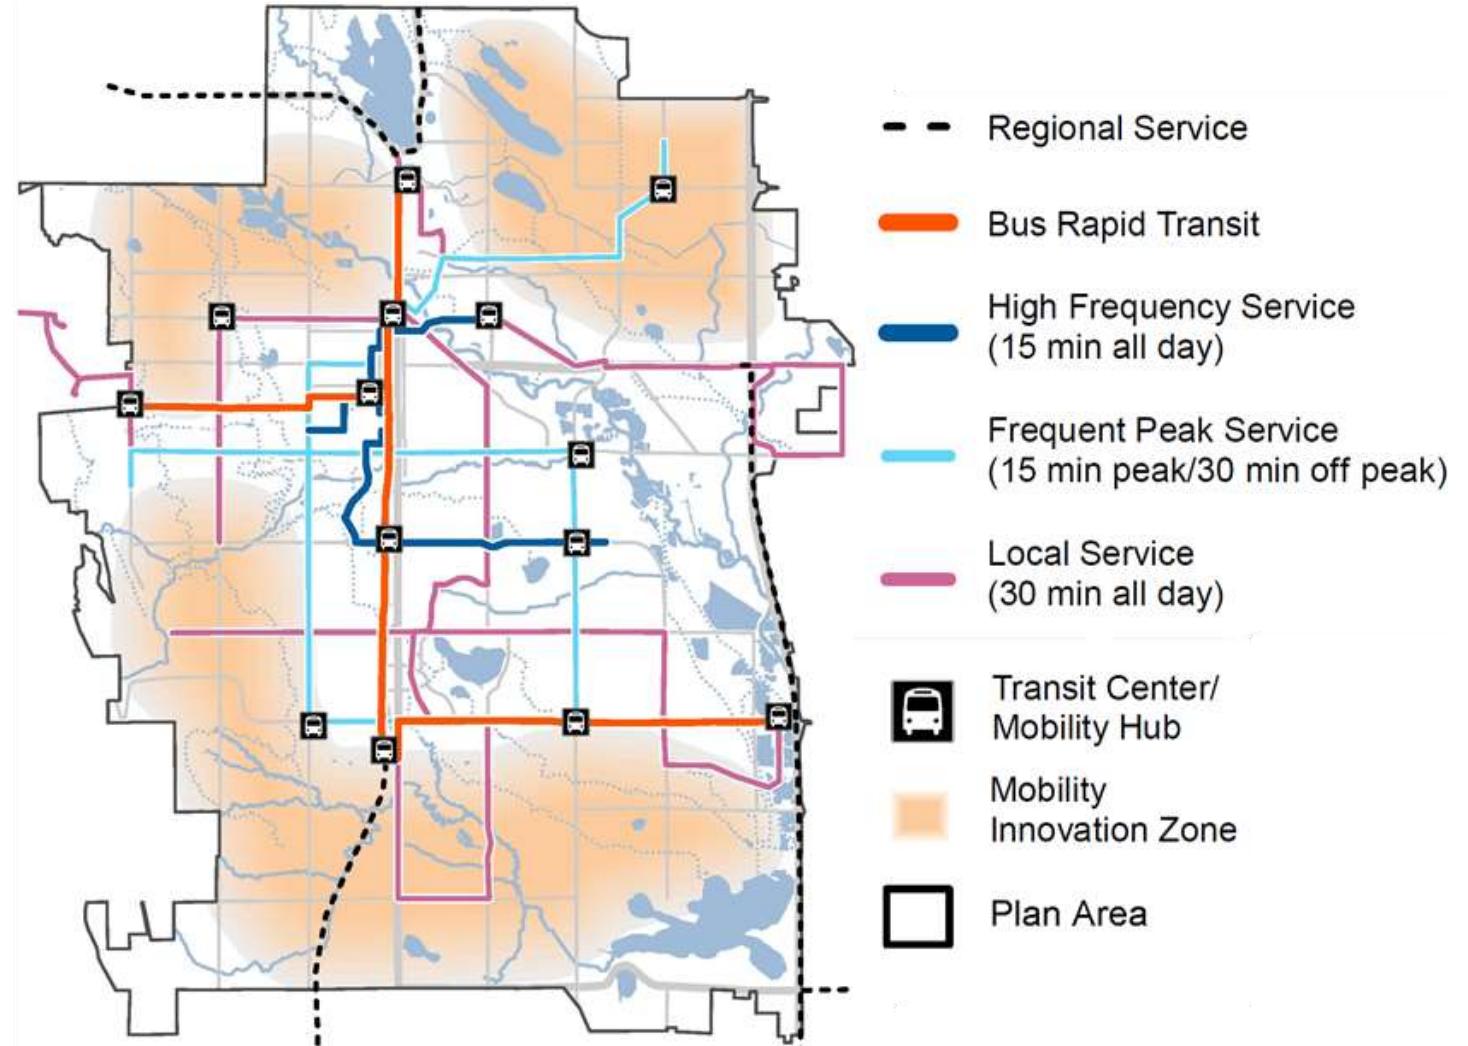 Regional Service
Bus Rapid Transit
High Frequency Service
(15 min all day)
Frequent Peak Service
(15 min peak/30 min off peak)
Local Service
(30 min all day)
Transit Center/
Mobility Hub
Mobility
Innovation Zone
Plan Area